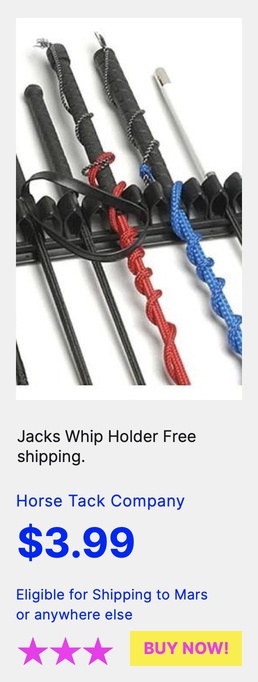 Jacks Whip Holder Free
shipping.
Horse Tack Company
$3.99
Eligible for Shipping to Mars
or anywhere else
BUY NOW!